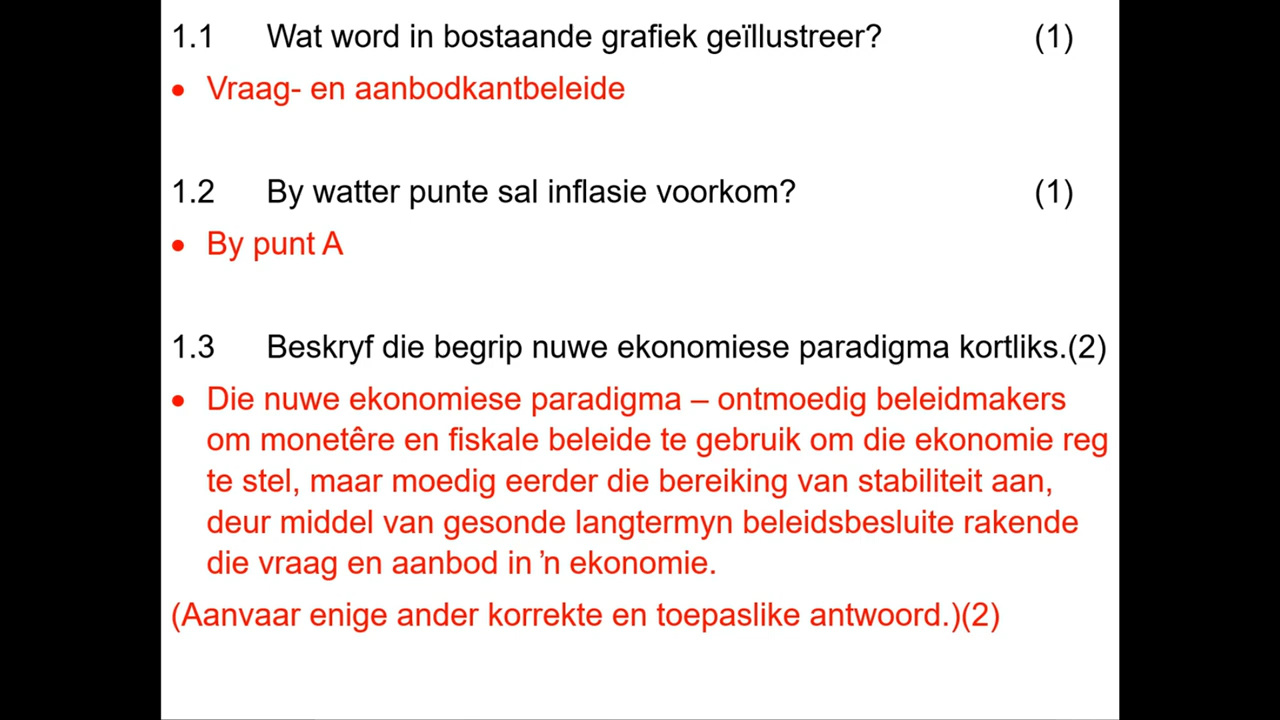 1.1 Wat word in bostaande grafiek geïllustreer? (1)
• Vraag- en aanbodkantbeleide
1.2 By watter punte sal inflasie voorkom? (1)
• By punt A
1.3 Beskryf die begrip nuwe ekonomiese paradigma kortliks.(2)
• Die nuwe ekonomiese paradigma – ontmoedig beleidmakers
om monetêre en fiskale beleide te gebruik om die ekonomie reg
te stel, maar moedig eerder die bereiking van stabiliteit aan,
deur middel van gesonde langtermyn beleidsbesluite rakende
die vraag en aanbod in ’n ekonomie.
(Aanvaar enige ander korrekte en toepaslike antwoord.)(2)